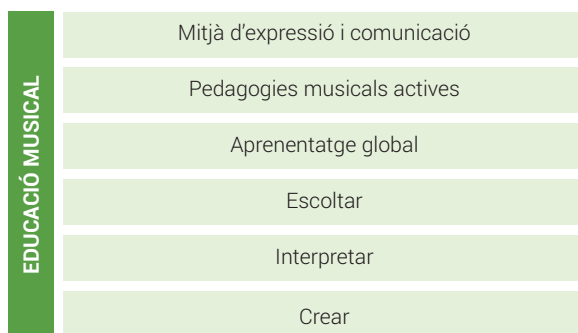 EDUCACIÓ MUSICAL
Mitjà d'expressió i comunicació
Pedagogies musicals actives
Aprenentatge global
Escoltar
Interpretar
Crear